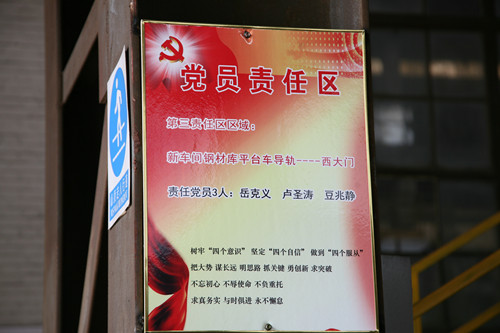 党员责任区
第三责任区区域：
新车间钢材库平台车导轨----西大门
责任党员3人：岳克义 卢圣涛 豆兆静
树牢“四个意识” 坚定“四个自信” 做到“四个服从”
把大势 谋长远 明思路 抓关键 勇创新 求突破
不忘初心 不辱使命 不负重托
求真务实 与时俱进 永不懈怠